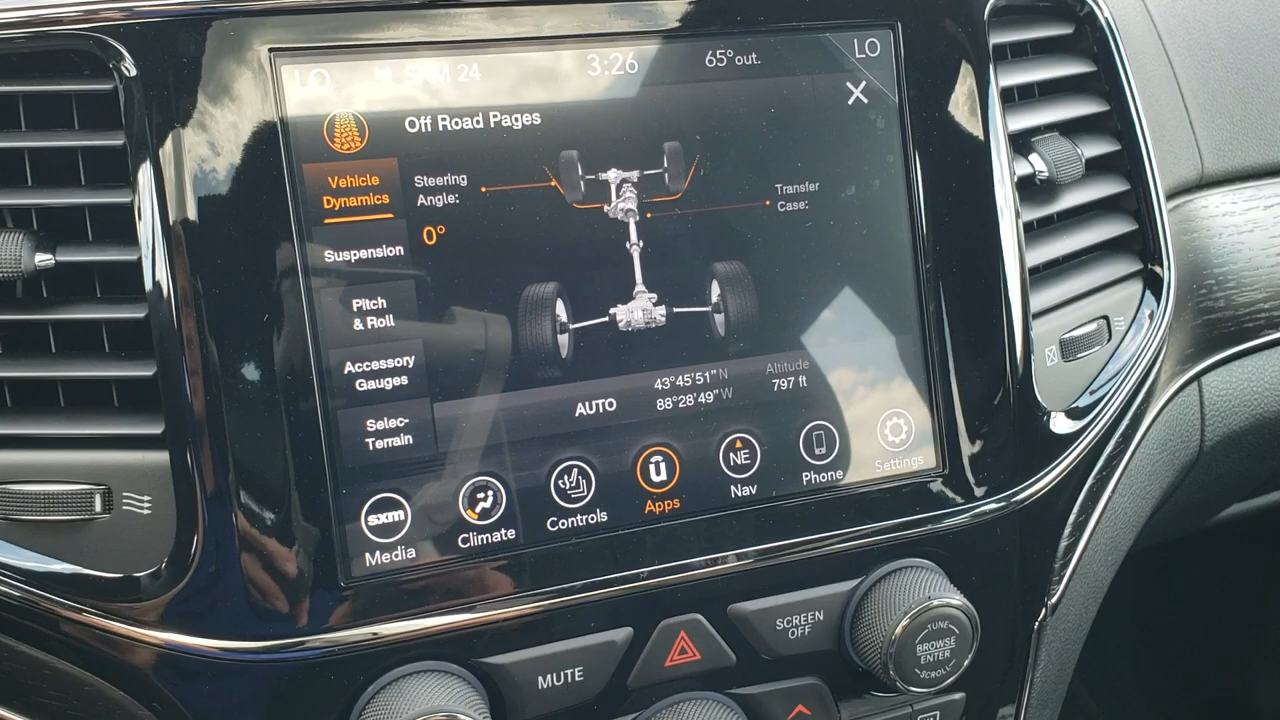 LO SXM 24 3:26 65°out. LO
Off Road Pages
Vehicle
Dynamics
Steering
Angle:
0°
Transfer
Case:
Suspension
Pitch
& Roll
Accessory
Gauges
Selec-
Terrain
AUTO
43°45'51"N
88°28'49"W
Altitude
797 ft
sxm
Media
Climate
Controls
ū
Apps
NE
Nav
Phone
Settings
MUTE
SCREEN
OFF
TUNE
BROWSE
ENTER
SCROLL